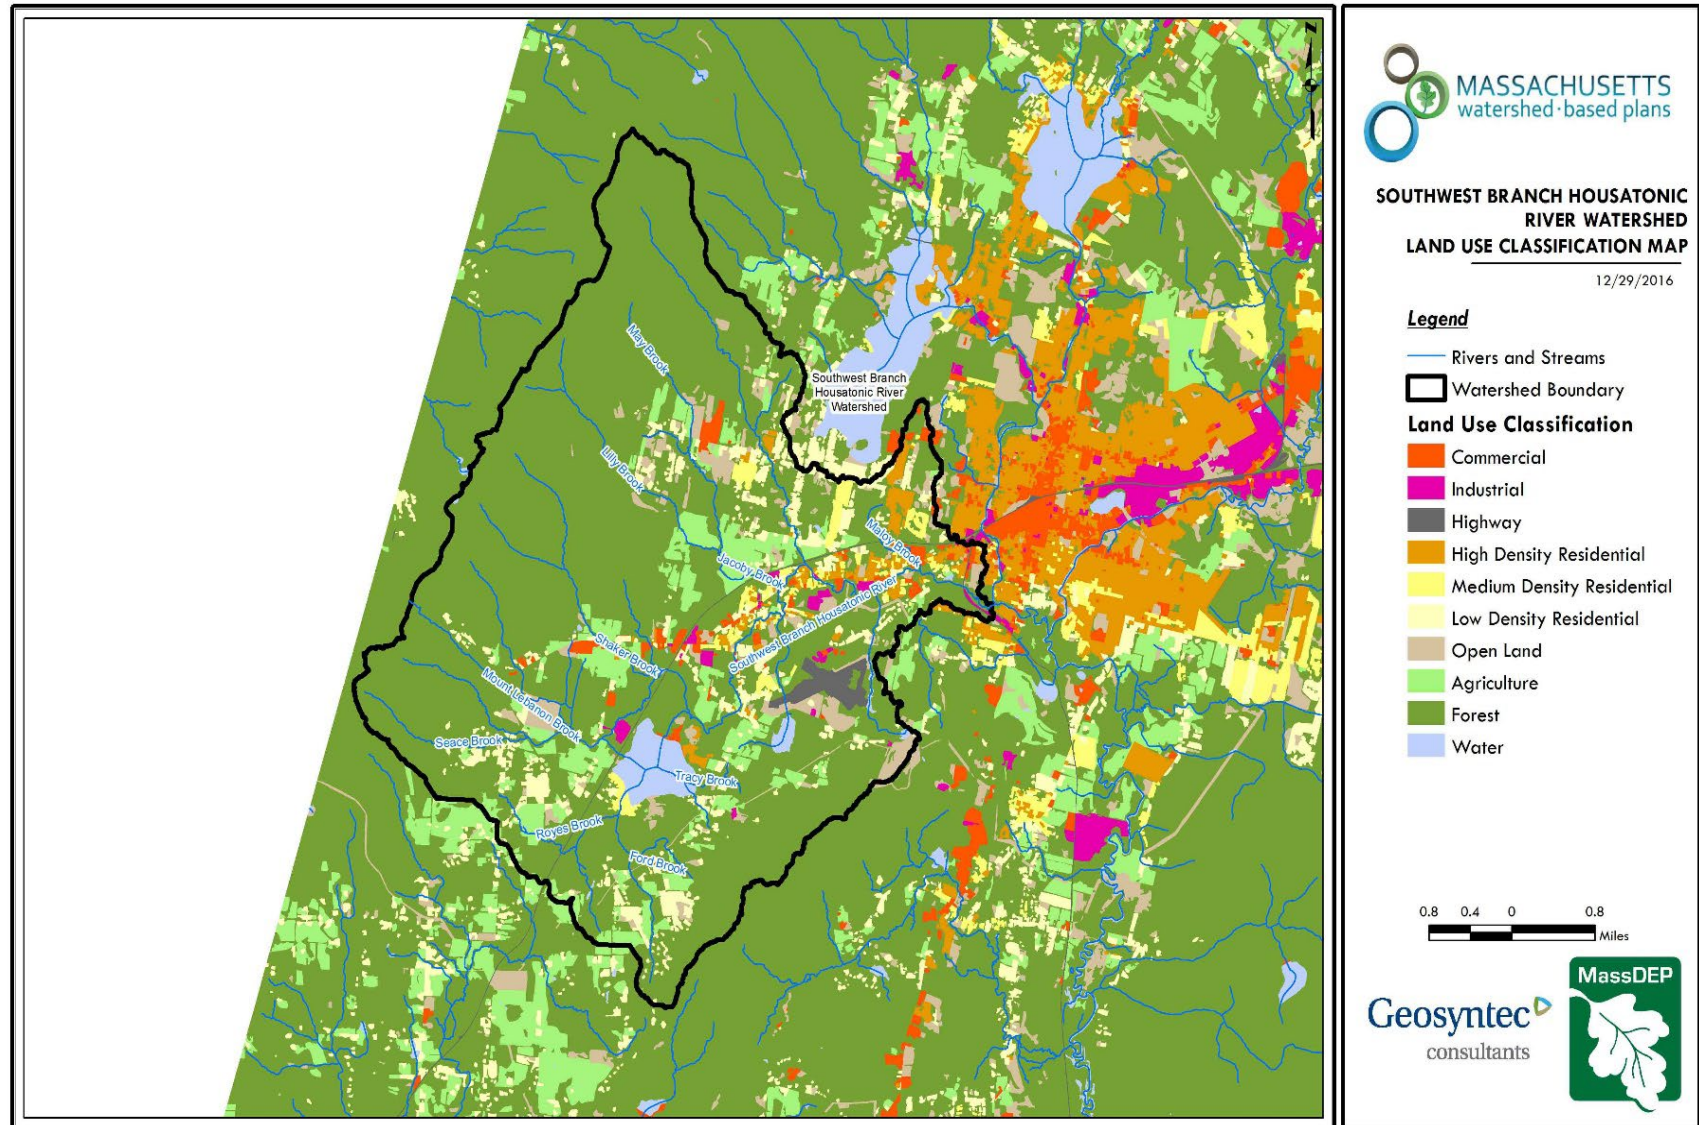 MASSACHUSETTS
watershed·based plans
SOUTHWEST BRANCH HOUSATONIC
RIVER WATERSHED
LAND USE CLASSIFICATION MAP
12/29/2016
Legend
Rivers and Streams
Watershed Boundary
Land Use Classification
Commercial
Industrial
Highway
High Density Residential
Medium Density Residential
Low Density Residential
Open Land
Agriculture
Forest
Water
0.8 0.4 0 0.8
Miles
Geosyntec
consultants
MassDEP
Z
May Brook
Southwest Branch
Housatonic River
Watershed
Lilly Brook
Maloy Brook
Jacoby Brook
Southwest Branch Housatonic River
Shaker Brook
Mount Lebanon Brook
Seace Brook
Tracy Brook
Royes Brook
Ford Brook